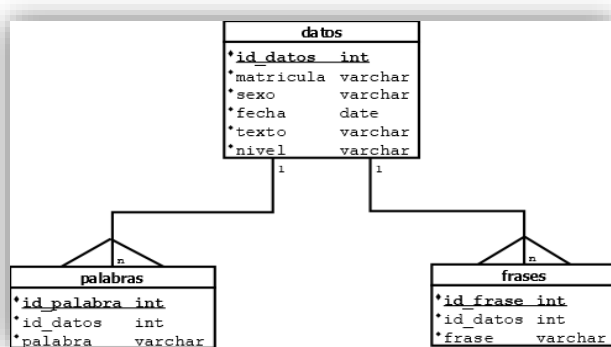 datos
*id_datos int
*matricula varchar
*sexo varchar
*fecha date
*texto varchar
*nivel varchar
1 1
n n
palabras
*id_palabra int
*id_datos int
*palabra varchar
frases
*id_frase int
*id_datos int
*frase varchar